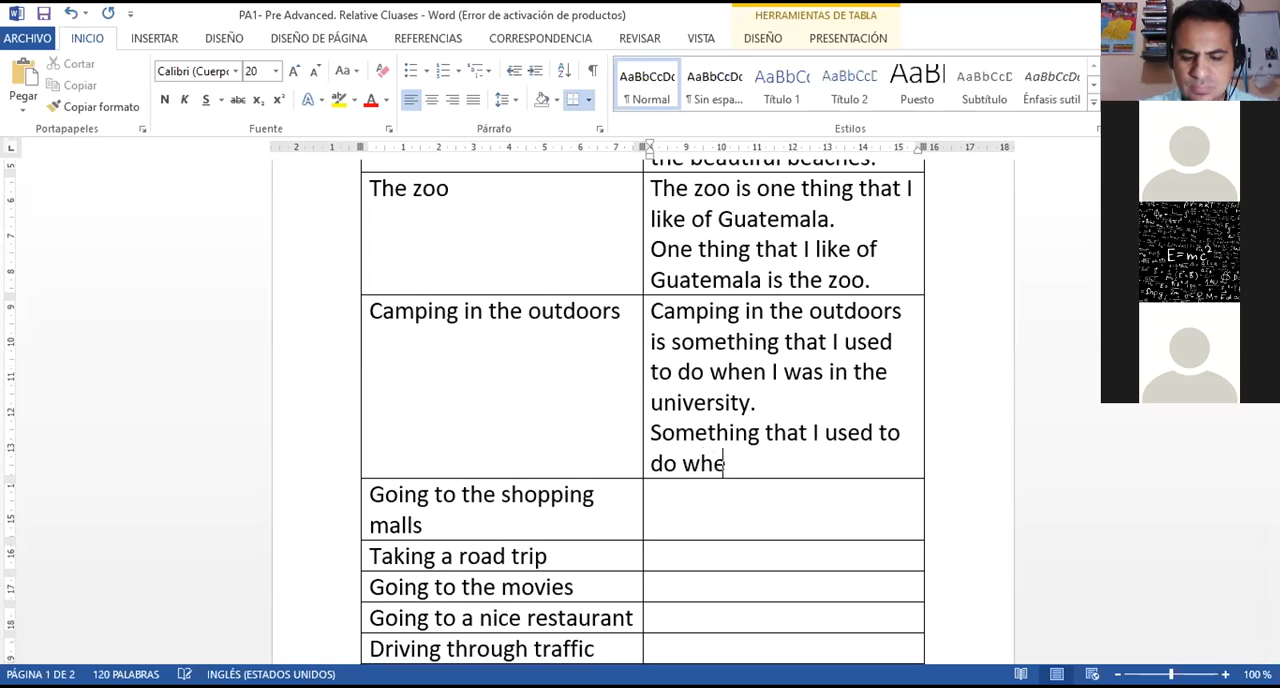 PA1- Pre Advanced. Relative Cluases - Word (Error de activación de productos)
HERRAMIENTAS DE TABLA
ARCHIVO INICIO INSERTAR DISEÑO DISEÑO DE PÁGINA REFERENCIAS CORRESPONDENCIA REVISAR VISTA DISEÑO PRESENTACIÓN
Pegar
Cortar
Copiar
Copiar formato
Portapapeles
Calibri (Cuerpo 20
Fuente
Párrafo
AaBbCcDc AaBbCcDc AaBbCc AaBbCcD AaBl AaBbCcD AaBbCcDc
¶ Normal ¶ Sin espa... Título 1 Título 2 Puesto Subtítulo Énfasis sutil
Estilos
the beautiful beaches.
The zoo
The zoo is one thing that I
like of Guatemala.
One thing that I like of
Guatemala is the zoo.
Camping in the outdoors
Camping in the outdoors
is something that I used
to do when I was in the
university.
Something that I used to
do whe
Going to the shopping
malls
Taking a road trip
Going to the movies
Going to a nice restaurant
Driving through traffic
E=mc²
PÁGINA 1 DE 2 120 PALABRAS INGLÉS (ESTADOS UNIDOS) 100 %